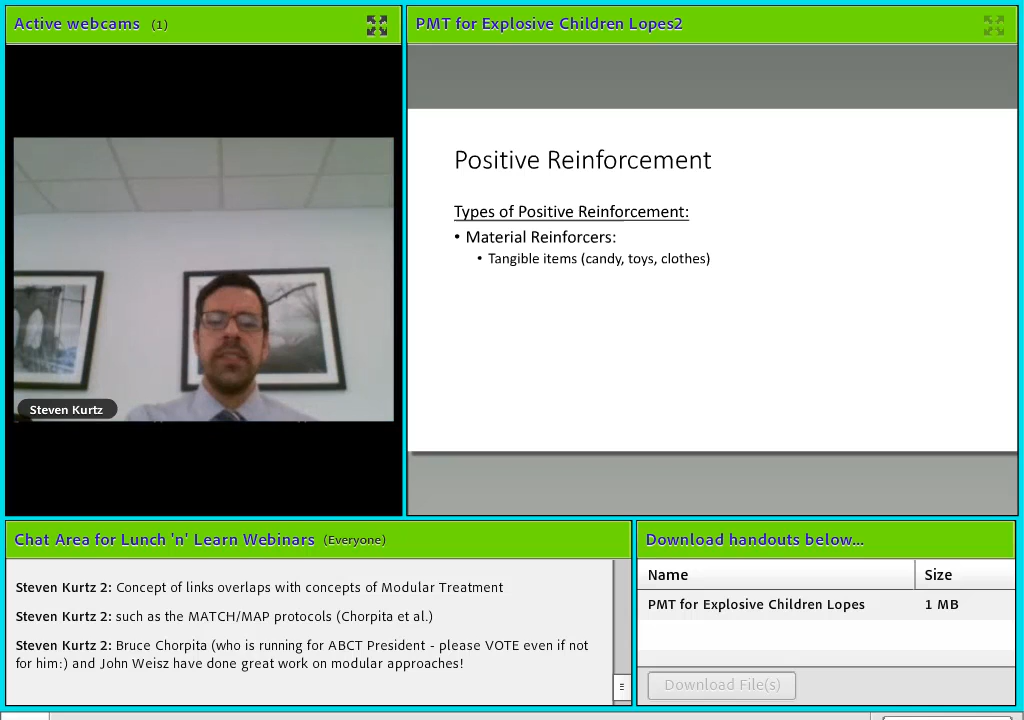 Active webcams (1)
PMT for Explosive Children Lopes2
Positive Reinforcement
Types of Positive Reinforcement:
• Material Reinforcers:
• Tangible items (candy, toys, clothes)
Steven Kurtz
Chat Area for Lunch 'n' Learn Webinars (Everyone)
Steven Kurtz 2: Concept of links overlaps with concepts of Modular Treatment
Steven Kurtz 2: such as the MATCH/MAP protocols (Chorpita et al.)
Steven Kurtz 2: Bruce Chorpita (who is running for ABCT President - please VOTE even if not
for him:) and John Weisz have done great work on modular approaches!
Download handouts below...
Name Size
PMT for Explosive Children Lopes 1 MB
Download File(s)